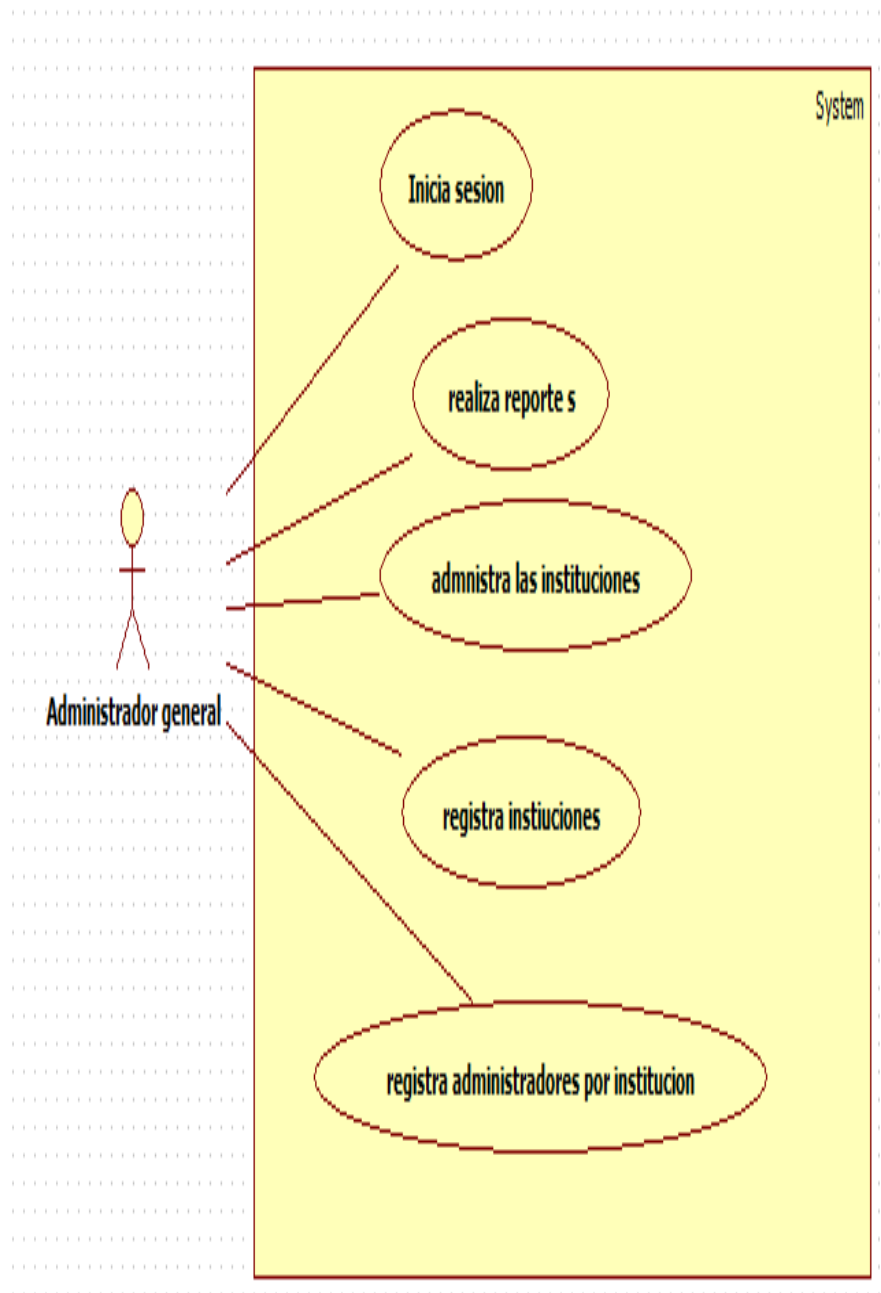 System
Inicia sesion
realiza reporte s
admnistra las instituciones
Administrador general
registra instiuciones
registra administradores por institucion